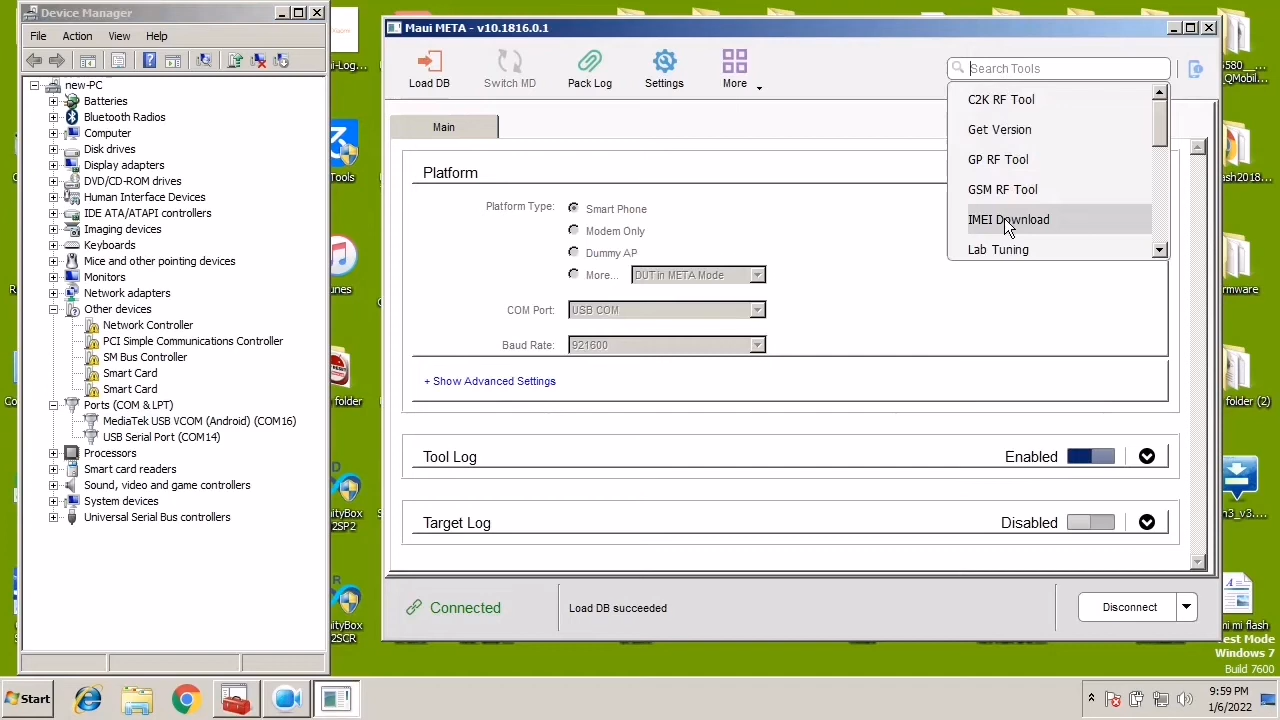 Device Manager
File Action View Help
new-PC
Batteries
Bluetooth Radios
Computer
Disk drives
Display adapters
DVD/CD-ROM drives
Human Interface Devices
IDE ATA/ATAPI controllers
Imaging devices
Keyboards
Mice and other pointing devices
Monitors
Network adapters
Other devices
Network Controller
PCI Simple Communications Controller
SM Bus Controller
Smart Card
Smart Card
Ports (COM & LPT)
MediaTek USB VCOM (Android) (COM16)
USB Serial Port (COM14)
Processors
Smart card readers
Sound, video and game controllers
System devices
Universal Serial Bus controllers
Maui META - v10.1816.0.1
Load DB
Switch MD
Pack Log
Settings
More
Search Tools
C2K RF Tool
Get Version
GP RF Tool
GSM RF Tool
IMEI Download
Lab Tuning
Main
Platform
Platform Type:
Smart Phone
Modem Only
Dummy AP
More... DUT in META Mode
COM Port: USB COM
Baud Rate: 921600
+ Show Advanced Settings
Tool Log Enabled
Target Log Disabled
Connected
Load DB succeeded
Disconnect
Tools
folder
folder (2)
Windows 7
Build 7600
Start
9:59 PM
1/6/2022